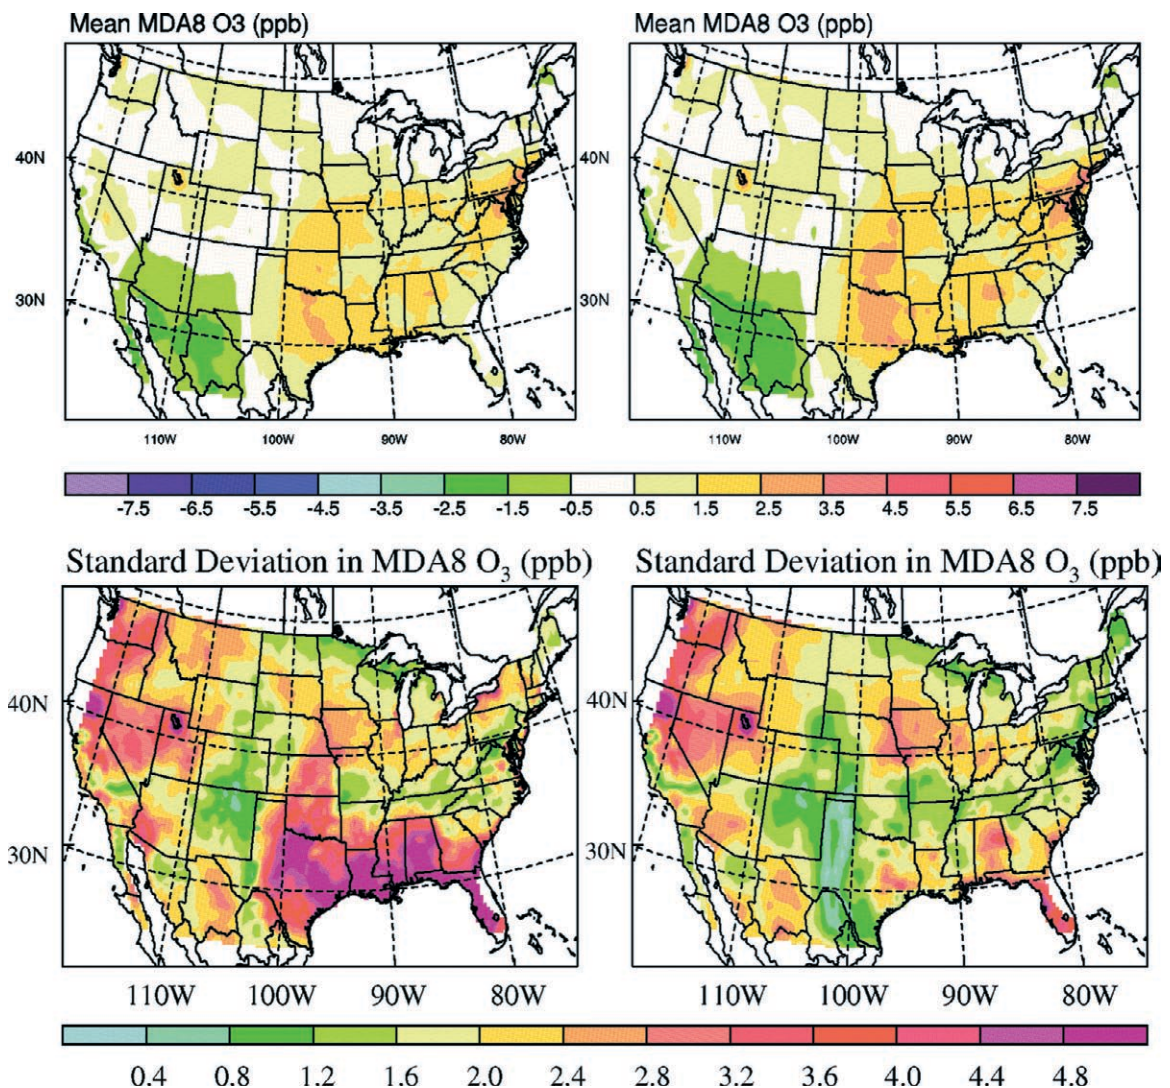 Mean MDA8 O3 (ppb)
Mean MDA8 O3 (ppb)
40N
40N
30N
30N
110W 100W 90W 80W
110W 100W 90W 80W
-7.5 -6.5 -5.5 -4.5 -3.5 -2.5 -1.5 -0.5 0.5 1.5 2.5 3.5 4.5 5.5 6.5 7.5
Standard Deviation in MDA8 O3 (ppb)
Standard Deviation in MDA8 O3 (ppb)
40N
40N
30N
30N
110W 100W 90W 80W
110W 100W 90W 80W
0.4 0.8 1.2 1.6 2.0 2.4 2.8 3.2 3.6 4.0 4.4 4.8